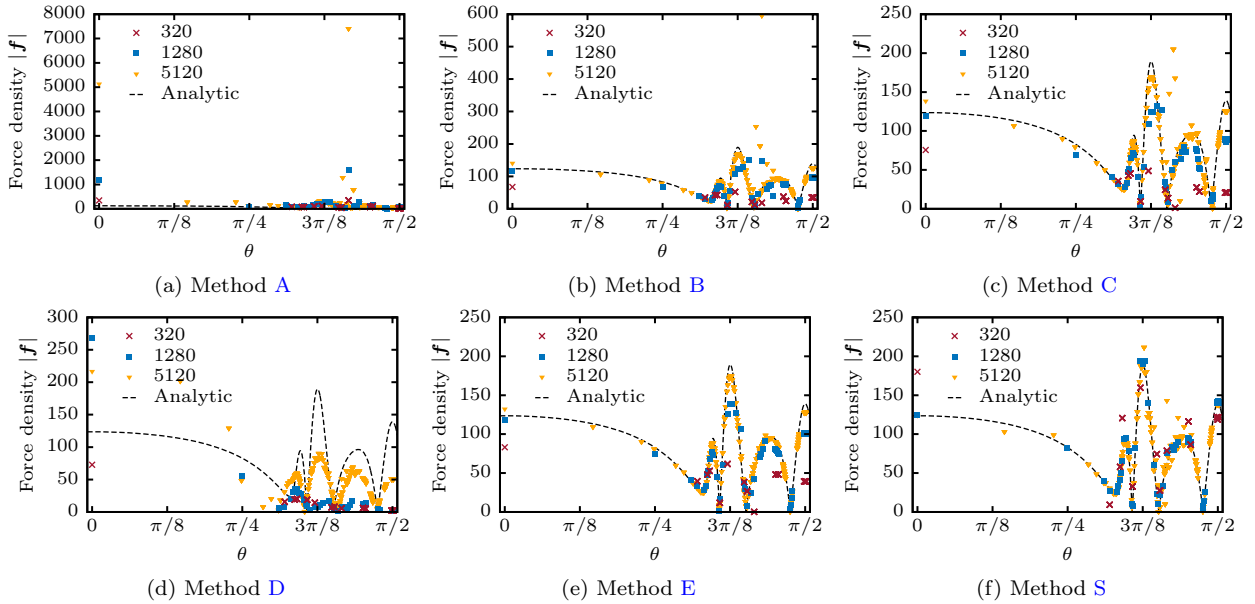 Force density |f|
8000
7000
6000
5000
4000
3000
2000
1000
0
320
1280
5120
Analytic
0 π/8 π/4 3π/8 π/2
θ
(a) Method A
Force density |f|
600
500
400
300
200
100
0
320
1280
5120
Analytic
0 π/8 π/4 3π/8 π/2
θ
(b) Method B
Force density |f|
250
200
150
100
50
0
320
1280
5120
Analytic
0 π/8 π/4 3π/8 π/2
θ
(c) Method C
Force density |f|
300
250
200
150
100
50
0
320
1280
5120
Analytic
0 π/8 π/4 3π/8 π/2
θ
(d) Method D
Force density |f|
250
200
150
100
50
0
320
1280
5120
Analytic
0 π/8 π/4 3π/8 π/2
θ
(e) Method E
Force density |f|
250
200
150
100
50
0
320
1280
5120
Analytic
0 π/8 π/4 3π/8 π/2
θ
(f) Method S